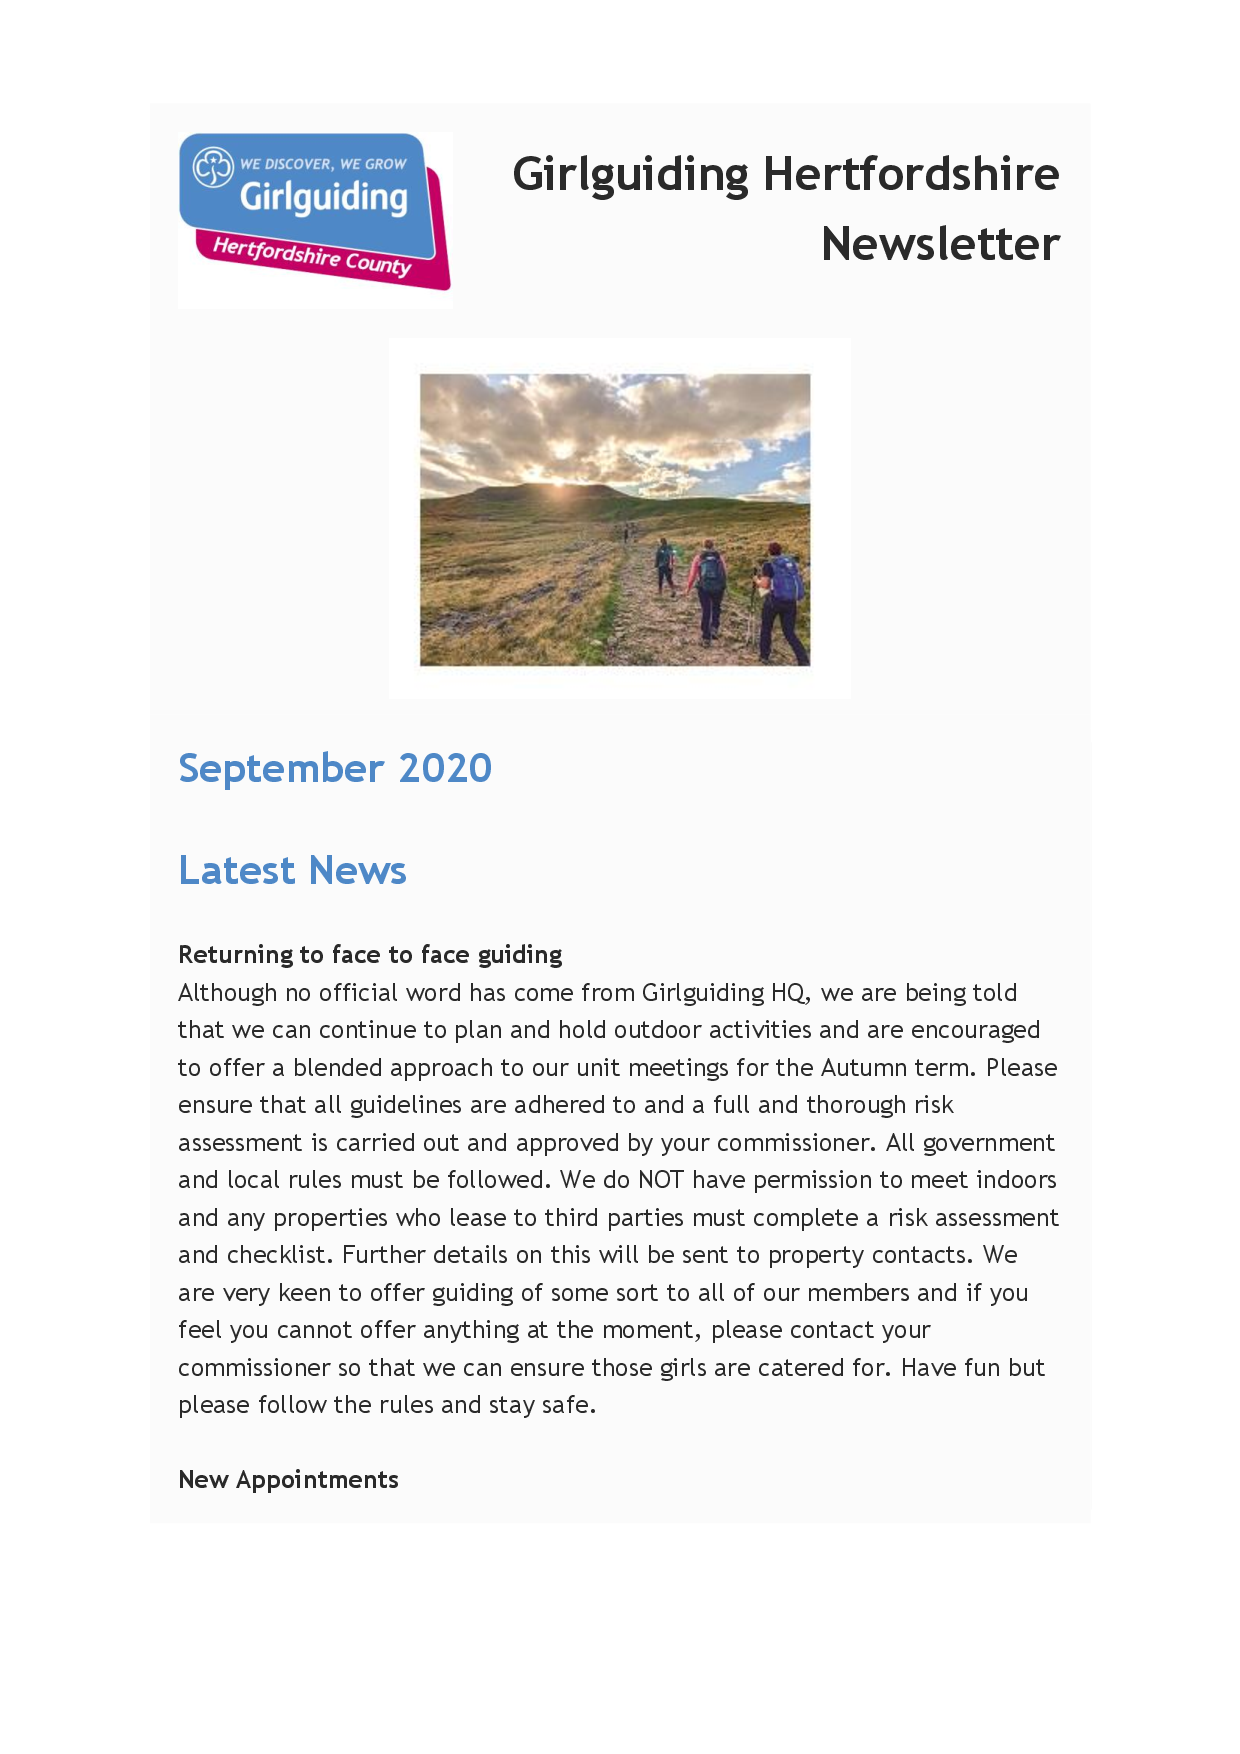 WE DISCOVER, WE GROW
Girlguiding
Hertfordshire County
Girlguiding Hertfordshire
Newsletter
September 2020
Latest News
Returning to face to face guiding
Although no official word has come from Girlguiding HQ, we are being told
that we can continue to plan and hold outdoor activities and are encouraged
to offer a blended approach to our unit meetings for the Autumn term. Please
ensure that all guidelines are adhered to and a full and thorough risk
assessment is carried out and approved by your commissioner. All government
and local rules must be followed. We do NOT have permission to meet indoors
and any properties who lease to third parties must complete a risk assessment
and checklist. Further details on this will be sent to property contacts. We
are very keen to offer guiding of some sort to all of our members and if you
feel you cannot offer anything at the moment, please contact your
commissioner so that we can ensure those girls are catered for. Have fun but
please follow the rules and stay safe.
New Appointments